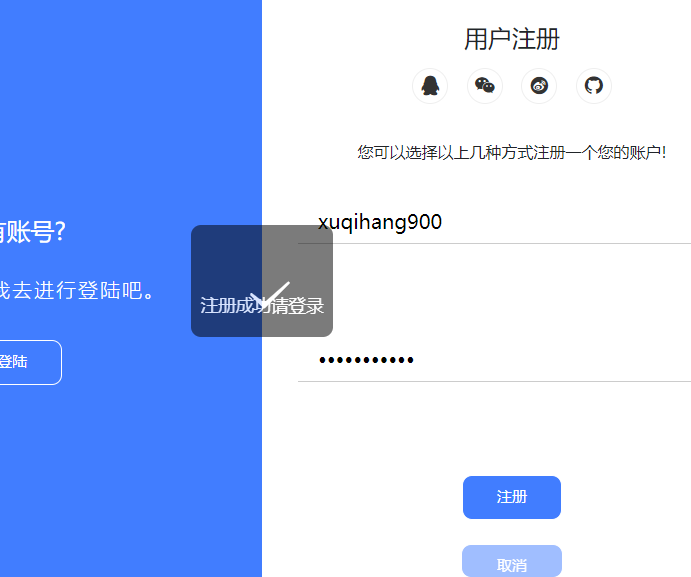 用户注册
您可以选择以上几种方式注册一个您的账户!
有账号?
xuqihang900
我去进行登陆吧。
注册成功请登录
登陆
•••••••••••
注册
取消